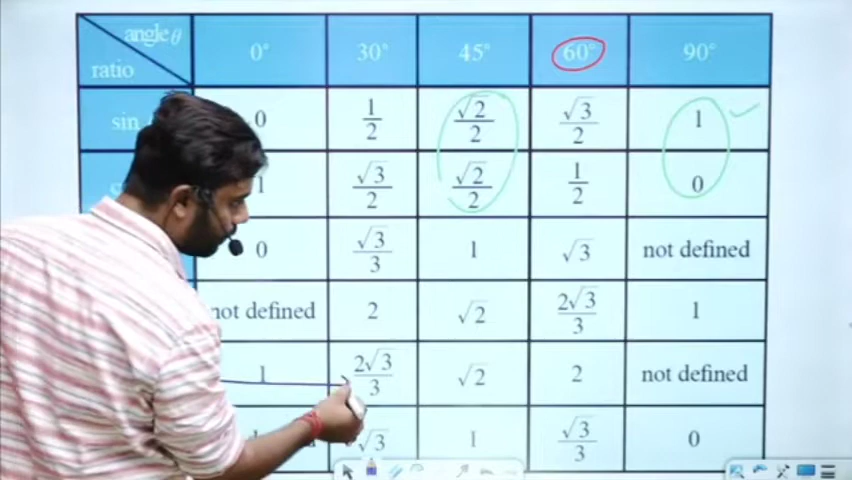 angle θ 0° 30° 45° 60° 90°
ratio
sin 0 1/2 √2/2 √3/2 1
1 √3/2 √2/2 1/2 0
0 √3/3 1 √3 not defined
not defined 2 √2 2√3/3 1
1 2√3/3 √2 2 not defined
√3 1 √3/3 0